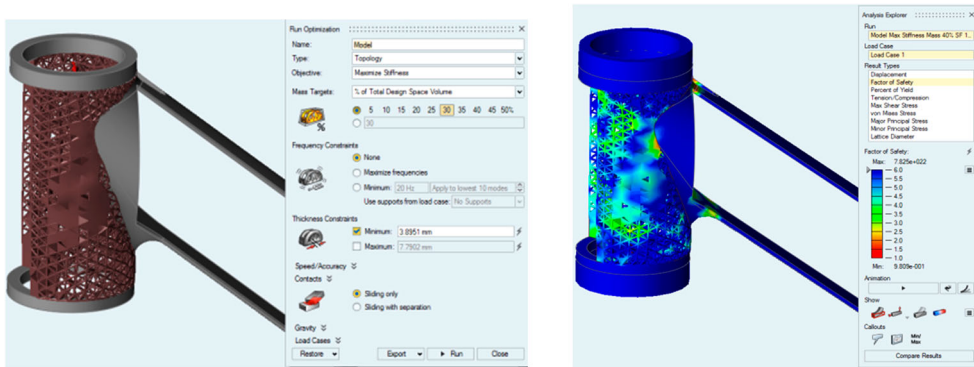 Run Optimization
Name: Model
Type: Topology
Objective: Maximize Stiffness
Mass Targets: % of Total Design Space Volume
5 10 15 20 25 30 35 40 45 50%
30
%
Frequency Constraints
None
Maximize frequencies
Minimum: 20 Hz Apply to lowest 10 modes
Use supports from load case: No Supports
Thickness Constraints
Minimum: 3.8951 mm
Maximum: 7.7902 mm
Speed/Accuracy
Contacts
Sliding only
Sliding with separation
Gravity
Load Cases
Restore Export Run Close
Analysis Explorer
Run
Model Max Stiffness Mass 40% SF 1..
Load Case
Load Case 1
Result Types
Displacement
Factor of Safety
Percent of Yield
Tension/Compression
Max Shear Stress
von Mises Stress
Major Principal Stress
Minor Principal Stress
Lattice Diameter
Factor of Safety:
Max: 7.825e+022
6.0
5.5
5.0
4.5
4.0
3.5
3.0
2.5
2.0
1.5
1.0
Min: 9.809e-001
Animation
Show
Callouts
Min/
Max
Compare Results